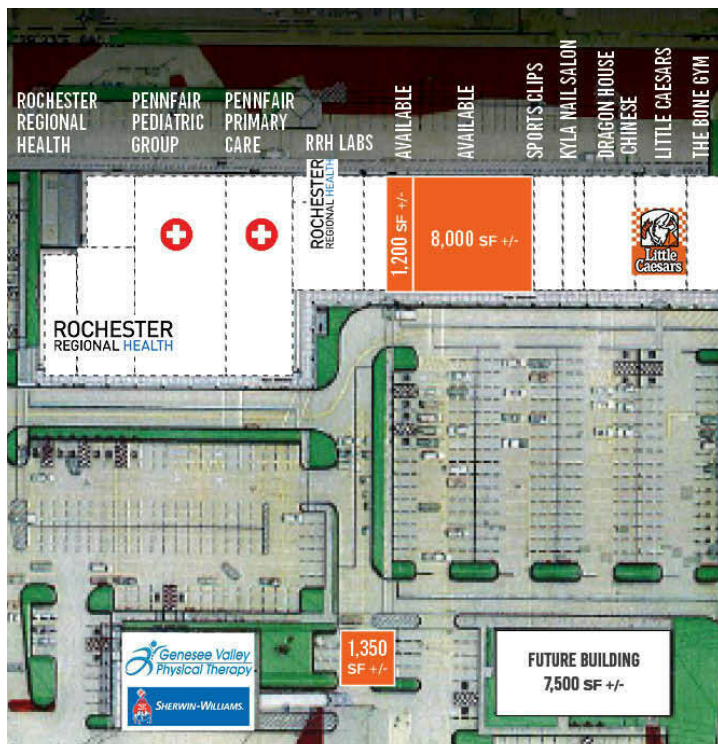 ROCHESTER
REGIONAL
HEALTH
PENNFAIR
PEDIATRIC
GROUP
PENNFAIR
PRIMARY
CARE
RRH LABS
AVAILABLE
AVAILABLE
SPORTS CLIPS
KYLA NAIL SALON
DRAGON HOUSE
CHINESE
LITTLE CAESARS
THE BONE GYM
ROCHESTER
REGIONAL HEALTH
1,200 SF +/-
8,000 SF +/-
Little
Caesars
ROCHESTER
REGIONAL HEALTH
Genesee Valley
Physical Therapy
SHERWIN-WILLIAMS.
1,350
SF +/-
FUTURE BUILDING
7,500 SF +/-